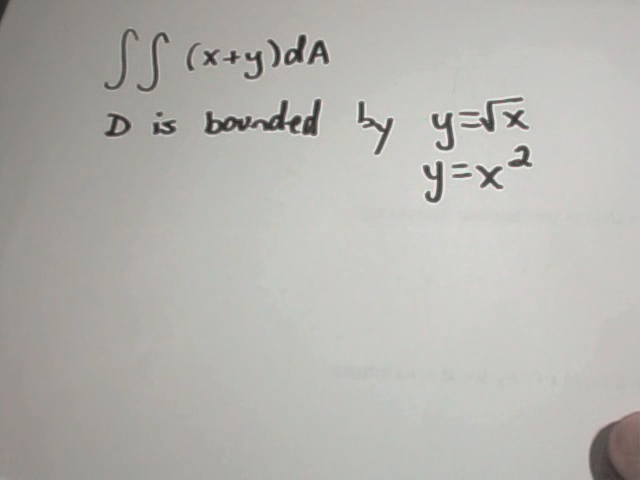 ∫∫ (x+y)dA
D is bounded by y=√x
y=x²